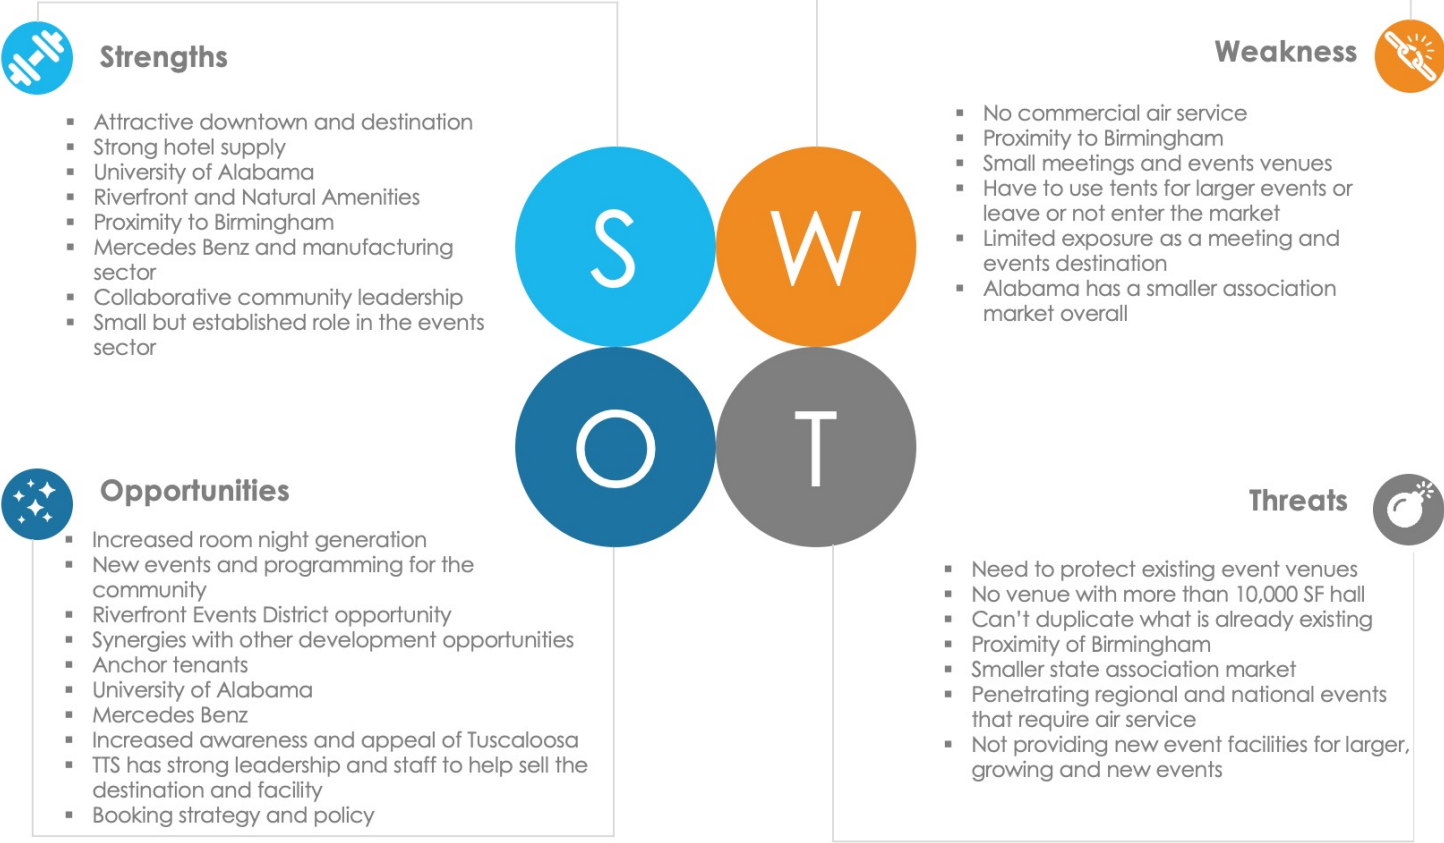 Strengths
▪ Attractive downtown and destination
▪ Strong hotel supply
▪ University of Alabama
▪ Riverfront and Natural Amenities
▪ Proximity to Birmingham
▪ Mercedes Benz and manufacturing
sector
▪ Collaborative community leadership
▪ Small but established role in the events
sector
S
W
O
T
Weakness
▪ No commercial air service
▪ Proximity to Birmingham
▪ Small meetings and events venues
▪ Have to use tents for larger events or
leave or not enter the market
▪ Limited exposure as a meeting and
events destination
▪ Alabama has a smaller association
market overall
Opportunities
▪ Increased room night generation
▪ New events and programming for the
community
▪ Riverfront Events District opportunity
▪ Synergies with other development opportunities
▪ Anchor tenants
▪ University of Alabama
▪ Mercedes Benz
▪ Increased awareness and appeal of Tuscaloosa
▪ TTS has strong leadership and staff to help sell the
destination and facility
▪ Booking strategy and policy
Threats
▪ Need to protect existing event venues
▪ No venue with more than 10,000 SF hall
▪ Can't duplicate what is already existing
▪ Proximity of Birmingham
▪ Smaller state association market
▪ Penetrating regional and national events
that require air service
▪ Not providing new event facilities for larger,
growing and new events